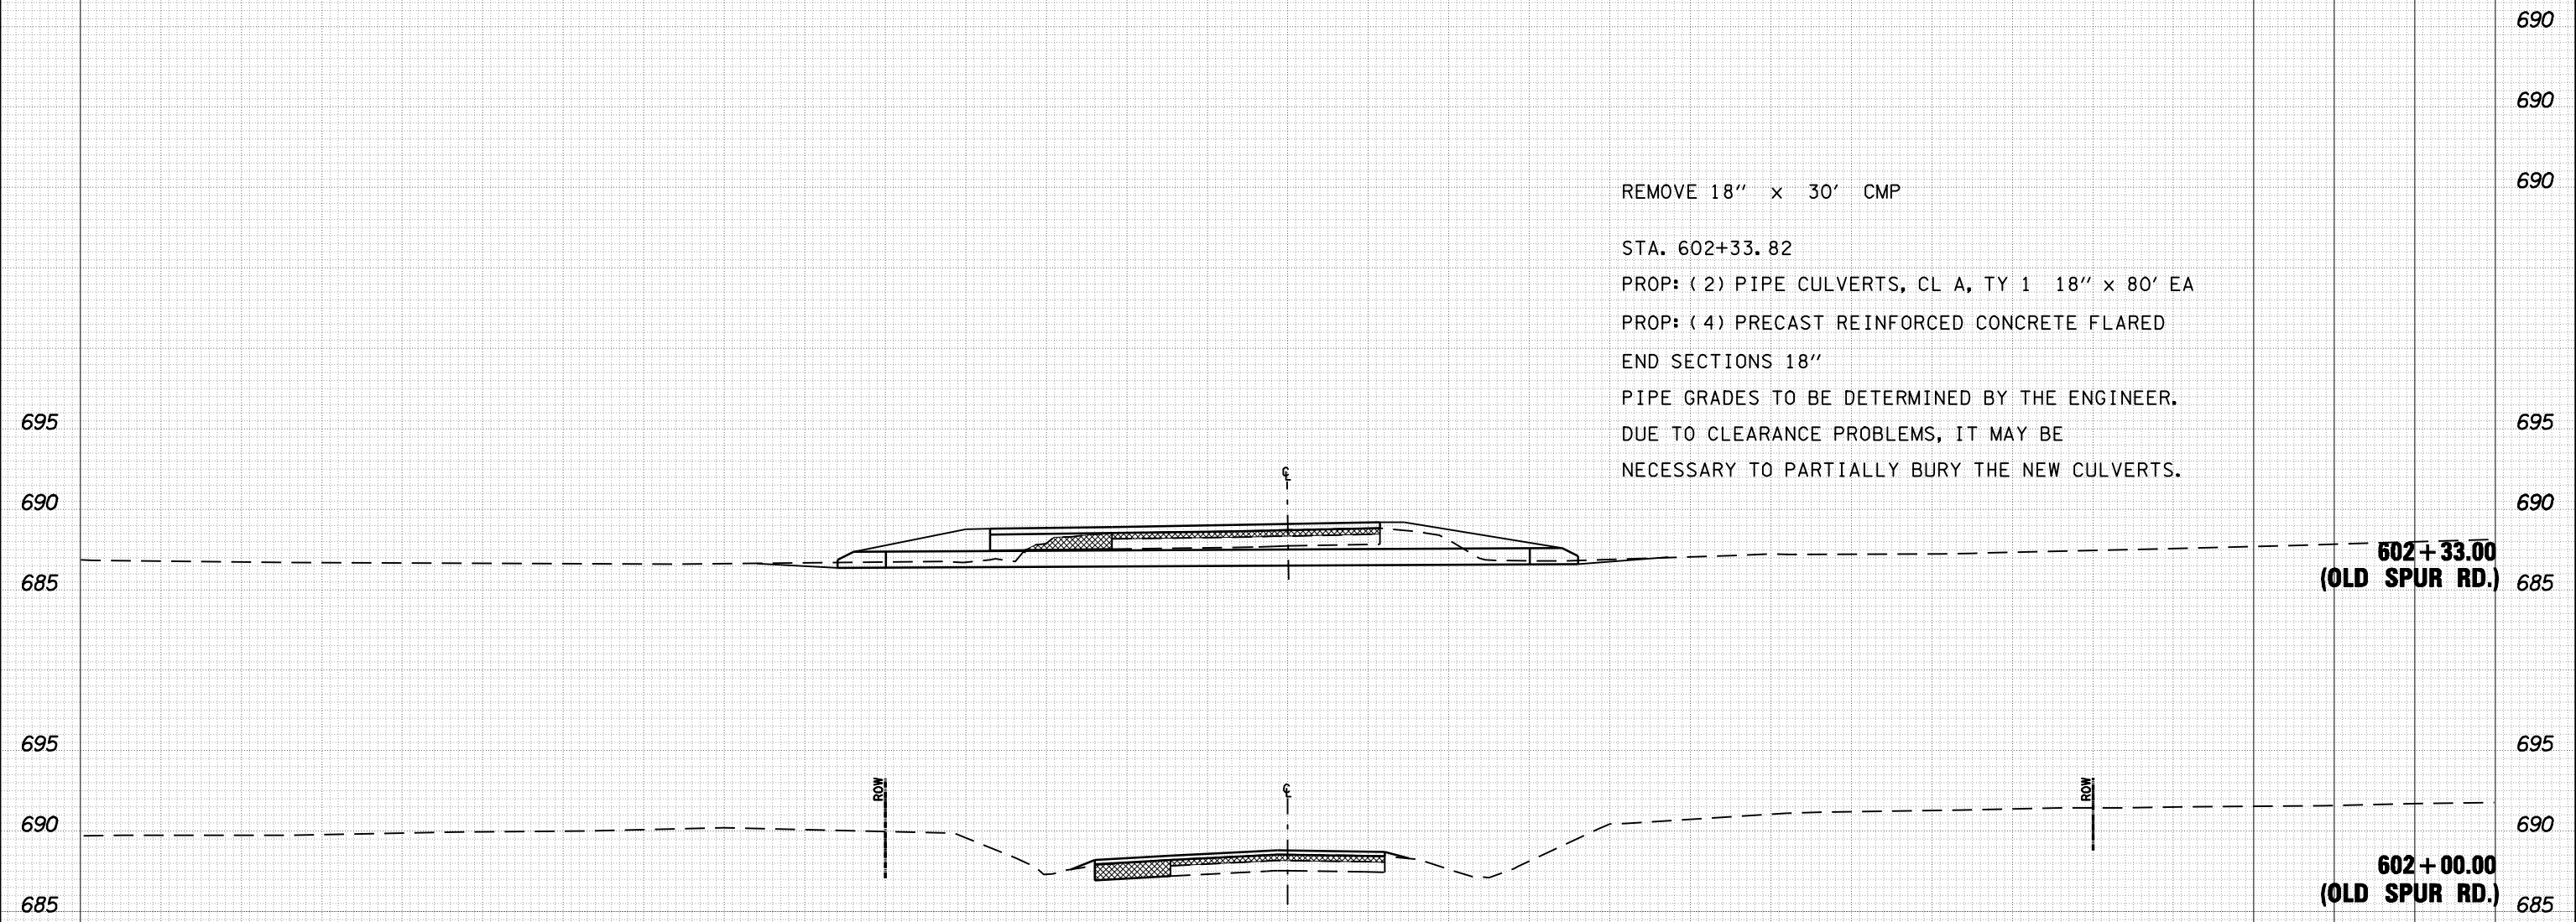 690
690
690
REMOVE 18" x 30' CMP
STA. 602+33.82
PROP: (2) PIPE CULVERTS, CL A, TY 1 18" x 80' EA
PROP: (4) PRECAST REINFORCED CONCRETE FLARED
END SECTIONS 18"
PIPE GRADES TO BE DETERMINED BY THE ENGINEER.
DUE TO CLEARANCE PROBLEMS, IT MAY BE
NECESSARY TO PARTIALLY BURY THE NEW CULVERTS.
695 695
℄
690 690
602+33.00
(OLD SPUR RD.)
685 685
695 695
ROW ℄ ROW
690 690
602+00.00
(OLD SPUR RD.)
685 685